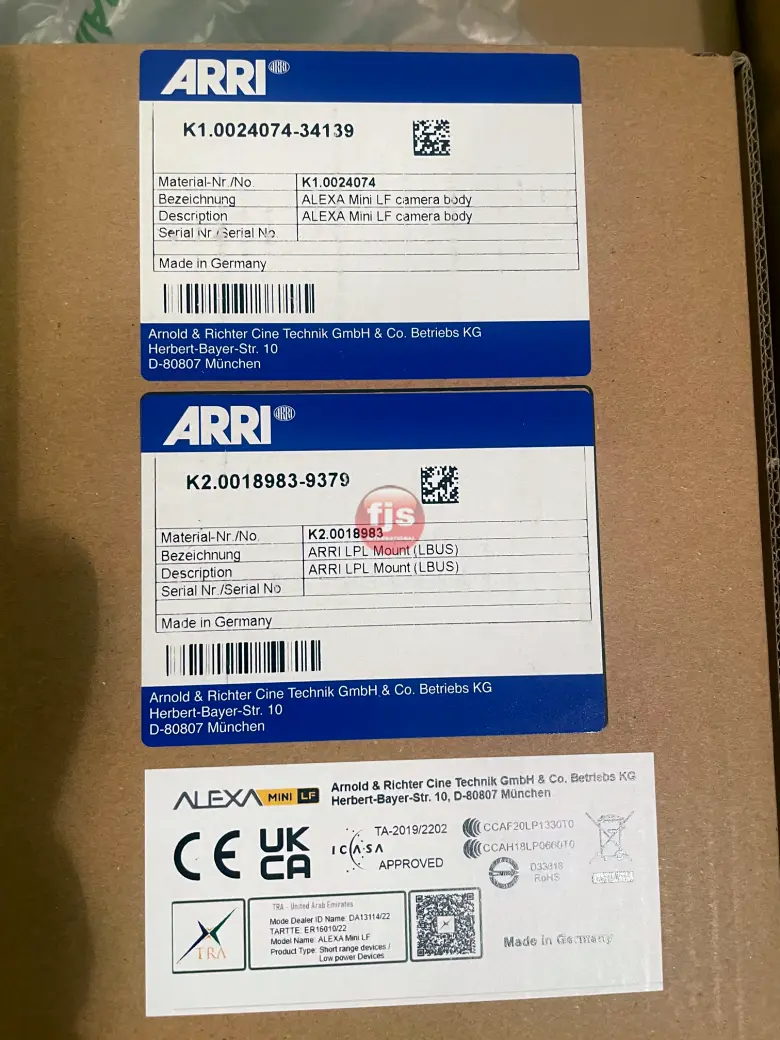 ARRI ARRI
K1.0024074-34139
Material-Nr./No. K1.0024074
Bezeichnung ALEXA Mini LF camera body
Description ALEXA Mini LF camera body
Serial Nr./Serial No.
Made in Germany
Arnold & Richter Cine Technik GmbH & Co. Betriebs KG
Herbert-Bayer-Str. 10
D-80807 München
ARRI ARRI
K2.0018983-9379
fjs
Material-Nr./No. K2.0018983
Bezeichnung ARRI LPL Mount (LBUS)
Description ARRI LPL Mount (LBUS)
Serial Nr./Serial No
Made in Germany
Arnold & Richter Cine Technik GmbH & Co. Betriebs KG
Herbert-Bayer-Str. 10
D-80807 München
ALEXA MINI LF Arnold & Richter Cine Technik GmbH & Co. Betriebs KG
Herbert-Bayer-Str. 10, D-80807 München
CE UKCA ICASA TA-2019/2202
APPROVED
CCAF20LP1330T0
CCAH18LP0660T0
D33816
RoHS
TRA
TRA - United Arab Emirates
Mode Dealer ID Name: DA13114/22
TARTTE: ER16010/22
Model Name: ALEXA Mini LF
Product Type: Short range devices /
Low power Devices
Made in Germany